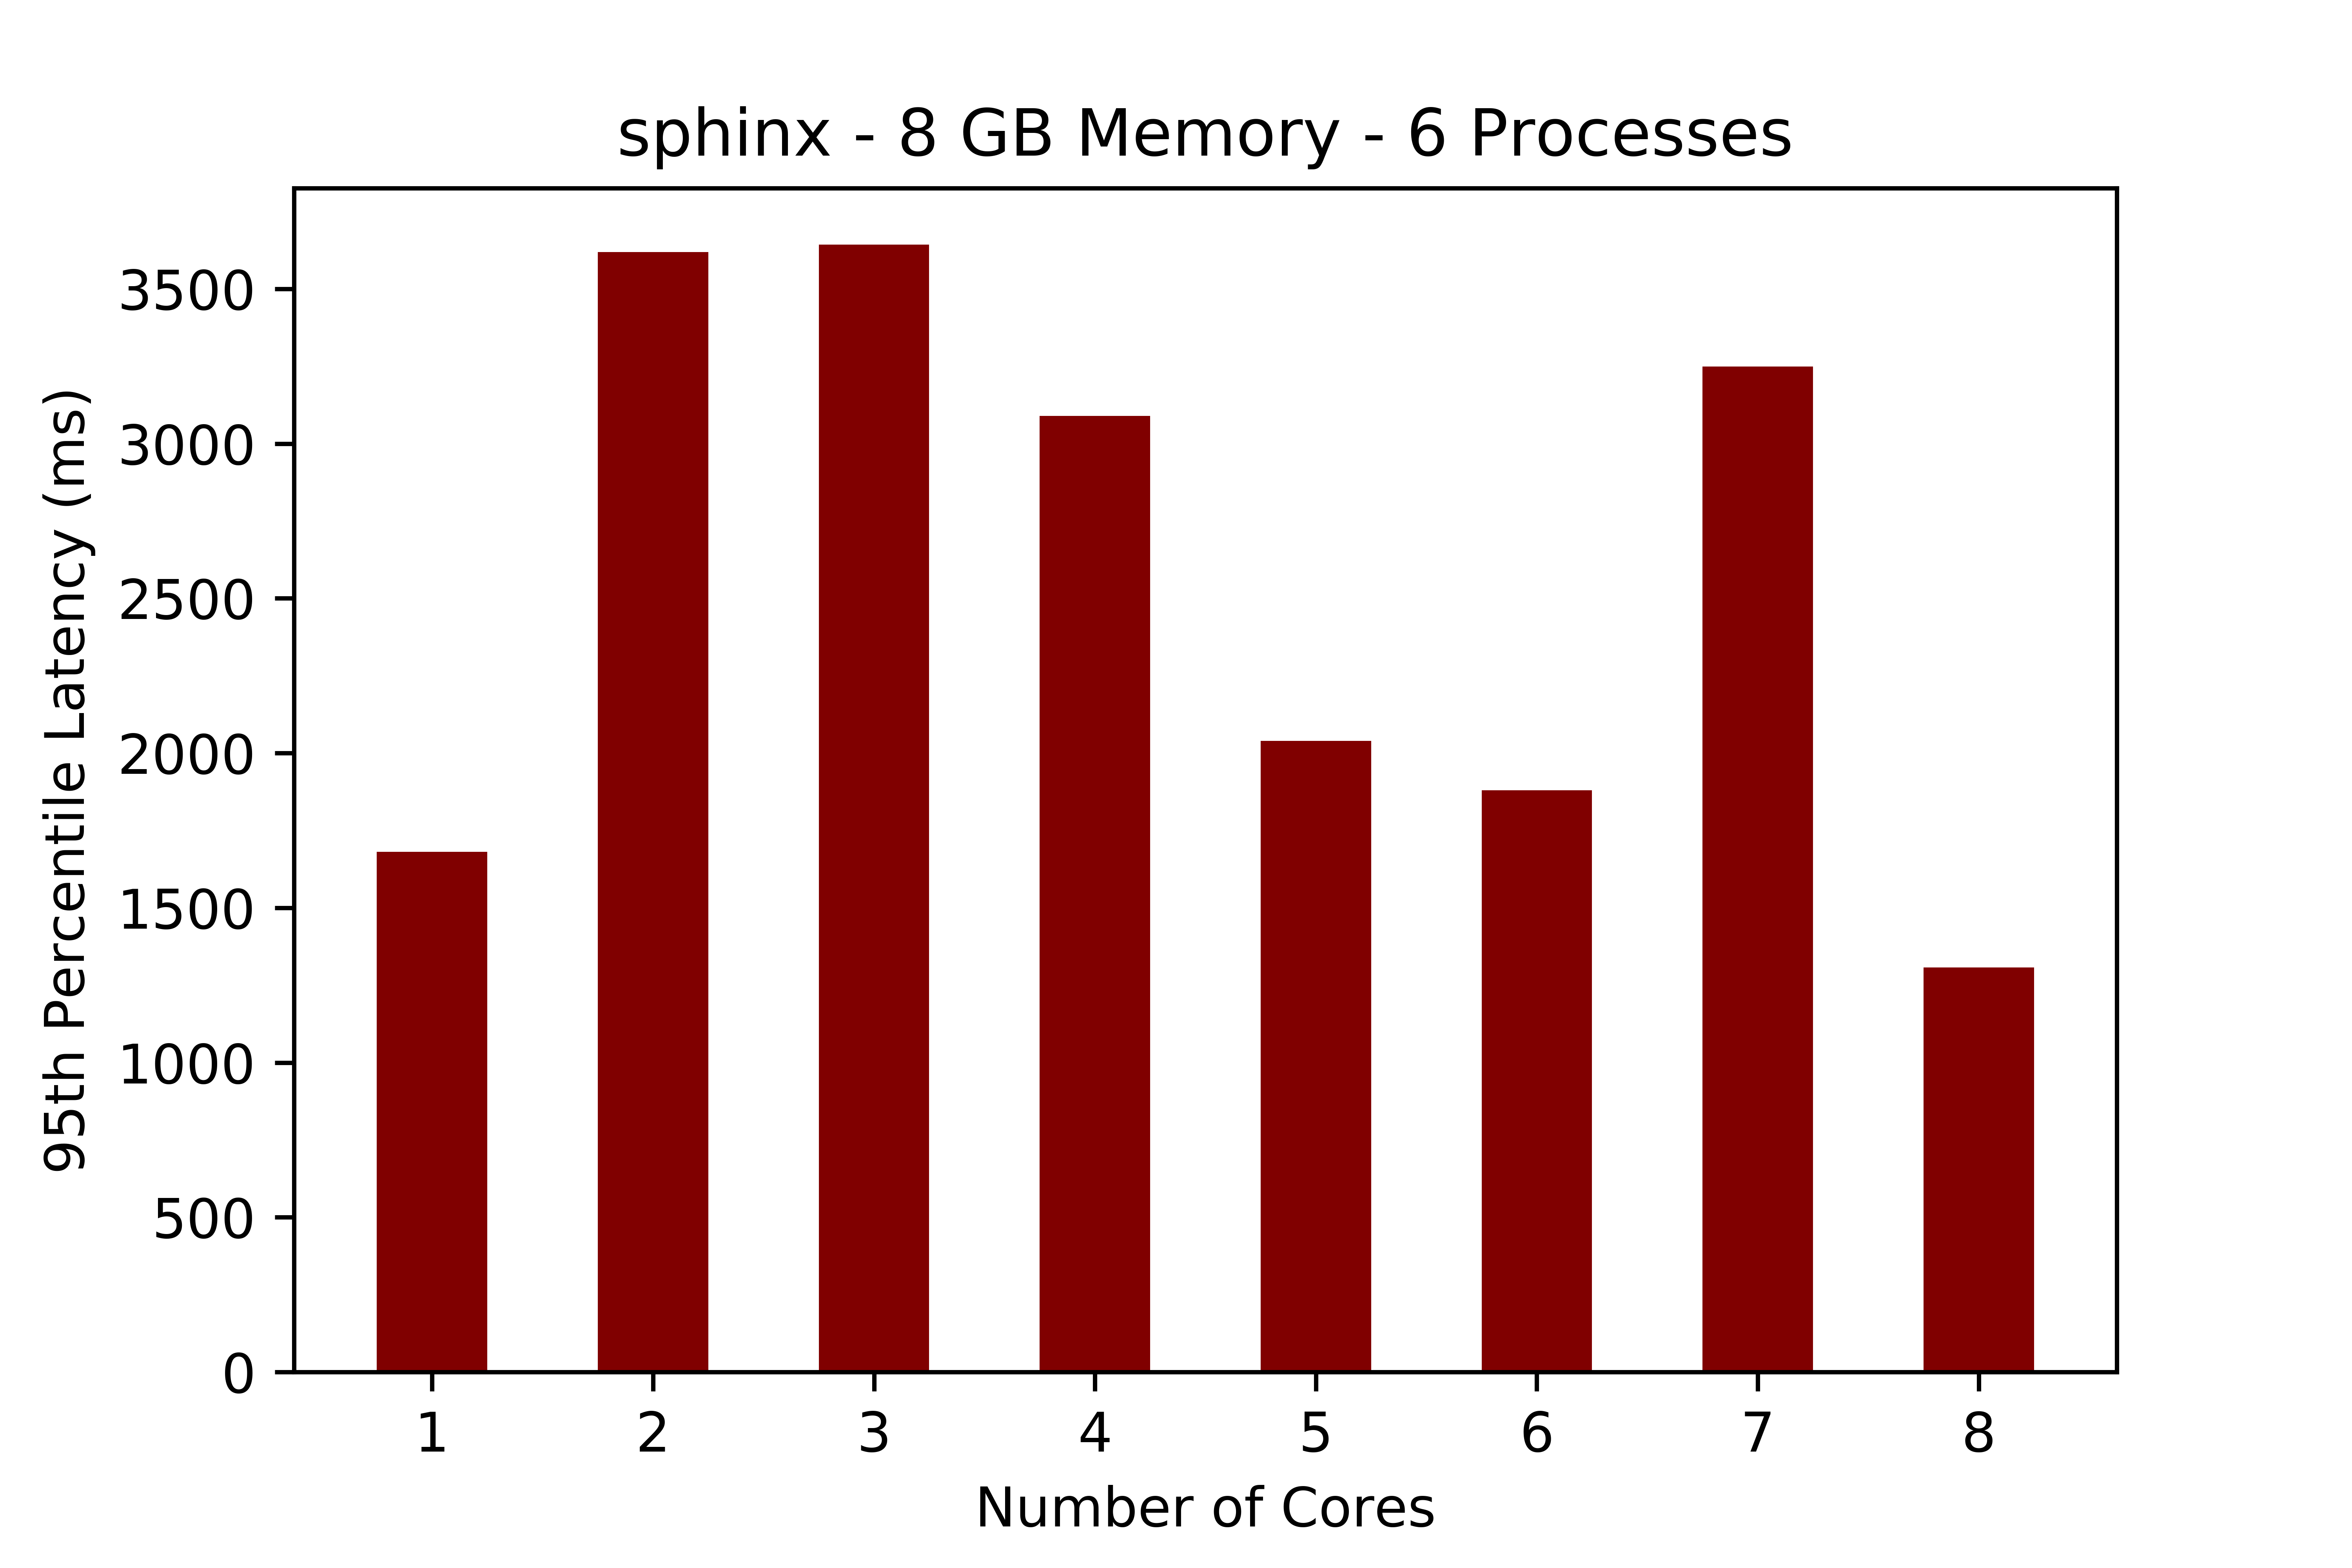 sphinx - 8 GB Memory - 6 Processes
95th Percentile Latency (ms)
3500
3000
2500
2000
1500
1000
500
0
1 2 3 4 5 6 7 8
Number of Cores